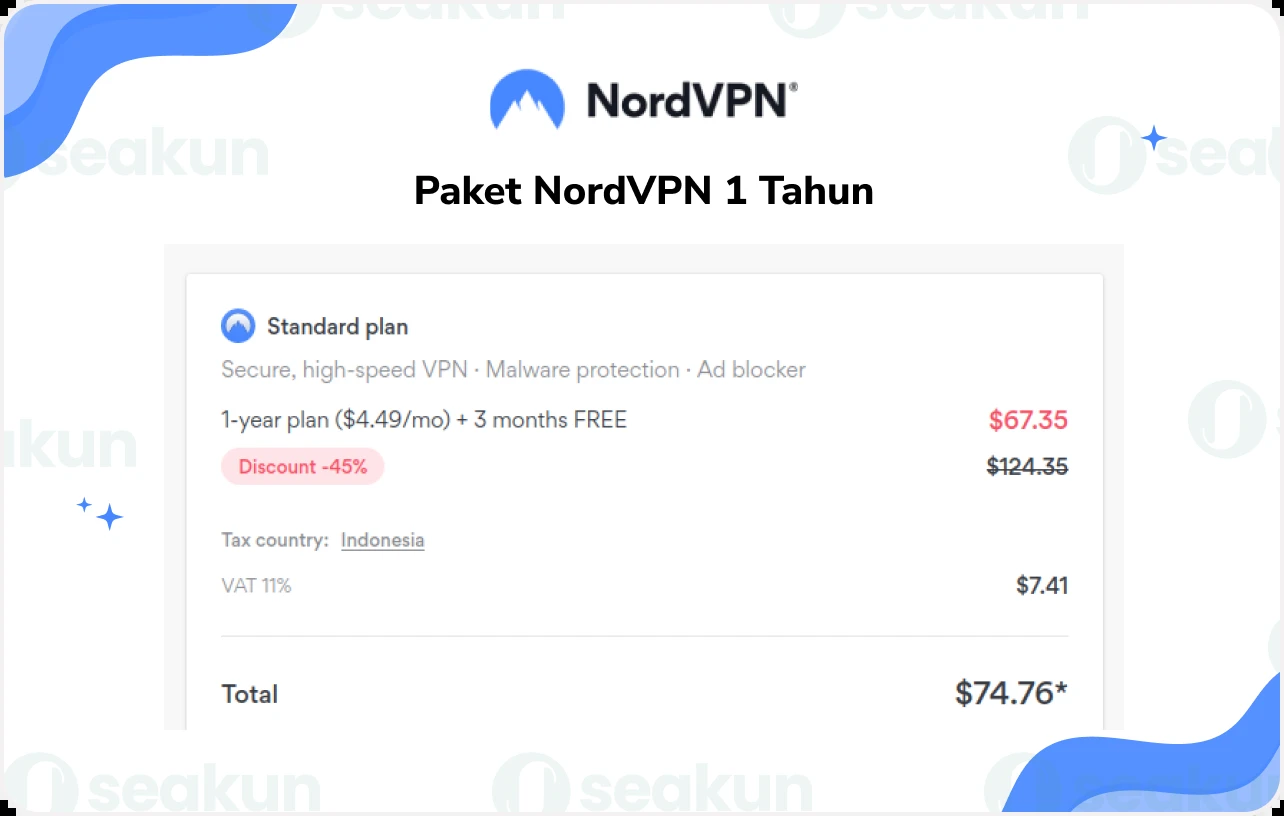 seakun seakun
NordVPN®
seakun
sea
Paket NordVPN 1 Tahun
Standard plan
Secure, high-speed VPN · Malware protection · Ad blocker
1-year plan ($4.49/mo) + 3 months FREE $67.35
Discount -45% $124.35
akun
Tax country: Indonesia
VAT 11% $7.41
Total $74.76*
seakun seakun seakun